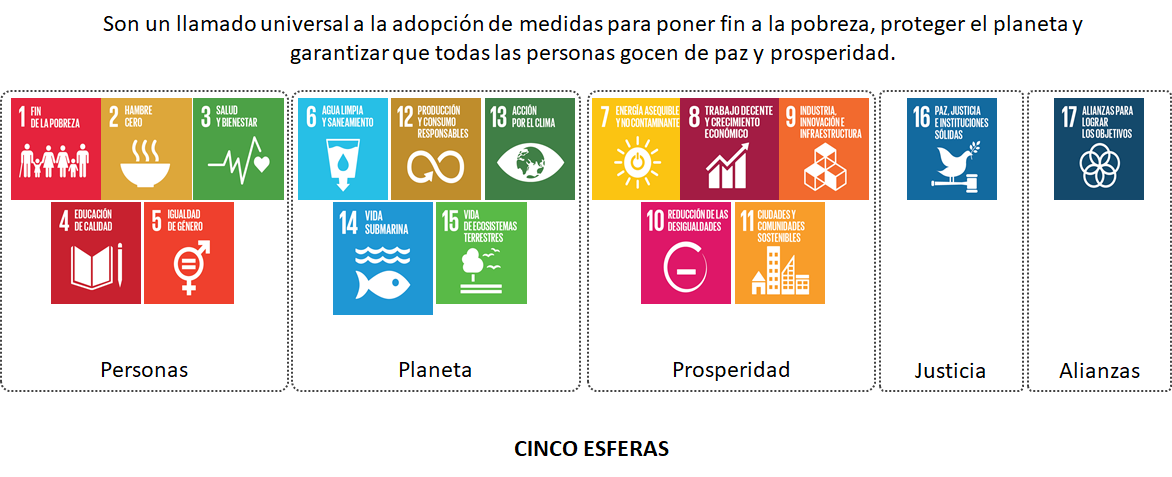 Son un llamado universal a la adopción de medidas para poner fin a la pobreza, proteger el planeta y
garantizar que todas las personas gocen de paz y prosperidad.
1 FIN
DE LA POBREZA
2 HAMBRE
CERO
3 SALUD
Y BIENESTAR
4 EDUCACIÓN
DE CALIDAD
5 IGUALDAD
DE GÉNERO
Personas
6 AGUA LIMPIA
Y SANEAMIENTO
12 PRODUCCIÓN
Y CONSUMO
RESPONSABLES
13 ACCIÓN
POR EL CLIMA
14 VIDA
SUBMARINA
15 VIDA
DE ECOSISTEMAS
TERRESTRES
Planeta
7 ENERGÍA ASEQUIBLE
Y NO CONTAMINANTE
8 TRABAJO DECENTE
Y CRECIMIENTO
ECONÓMICO
9 INDUSTRIA,
INNOVACIÓN E
INFRAESTRUCTURA
10 REDUCCIÓN DE LAS
DESIGUALDADES
11 CIUDADES Y
COMUNIDADES
SOSTENIBLES
Prosperidad
16 PAZ, JUSTICIA
E INSTITUCIONES
SÓLIDAS
Justicia
17 ALIANZAS PARA
LOGRAR
LOS OBJETIVOS
Alianzas
CINCO ESFERAS